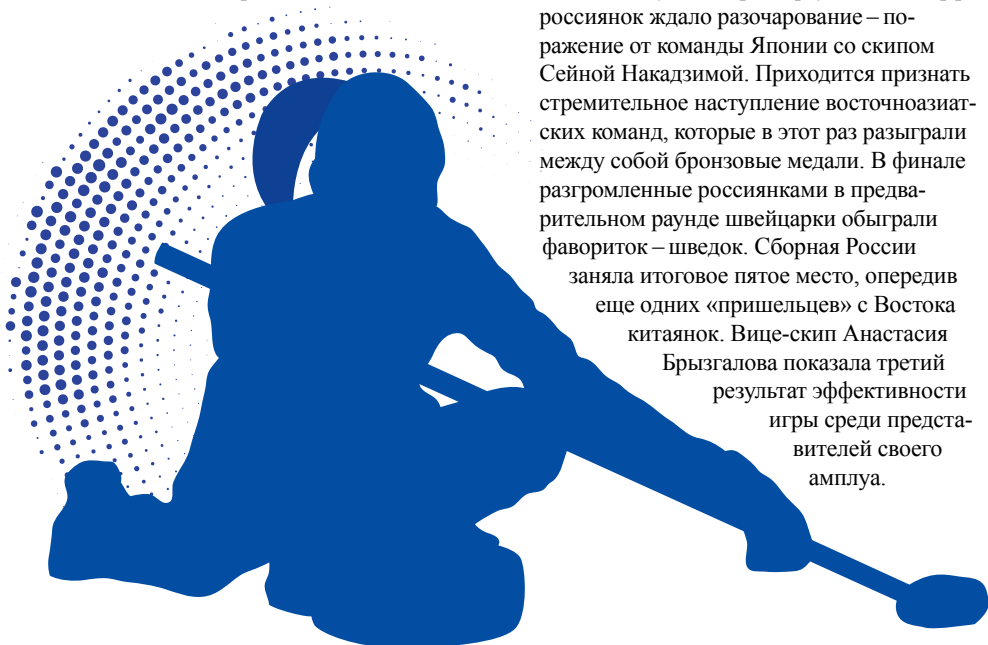 россиянок ждало разочарование – по-
ражение от команды Японии со скипом
Сейной Накадзимой. Приходится признать
стремительное наступление восточноазиат-
ских команд, которые в этот раз разыграли
между собой бронзовые медали. В финале
разгромленные россиянками в предва-
рительном раунде швейцарки обыграли
фавориток – шведок. Сборная России
заняла итоговое пятое место, опередив
еще одних «пришельцев» с Востока
китаянок. Вице-скип Анастасия
Брызгалова показала третий
результат эффективности
игры среди предста-
вителей своего
амплуа.